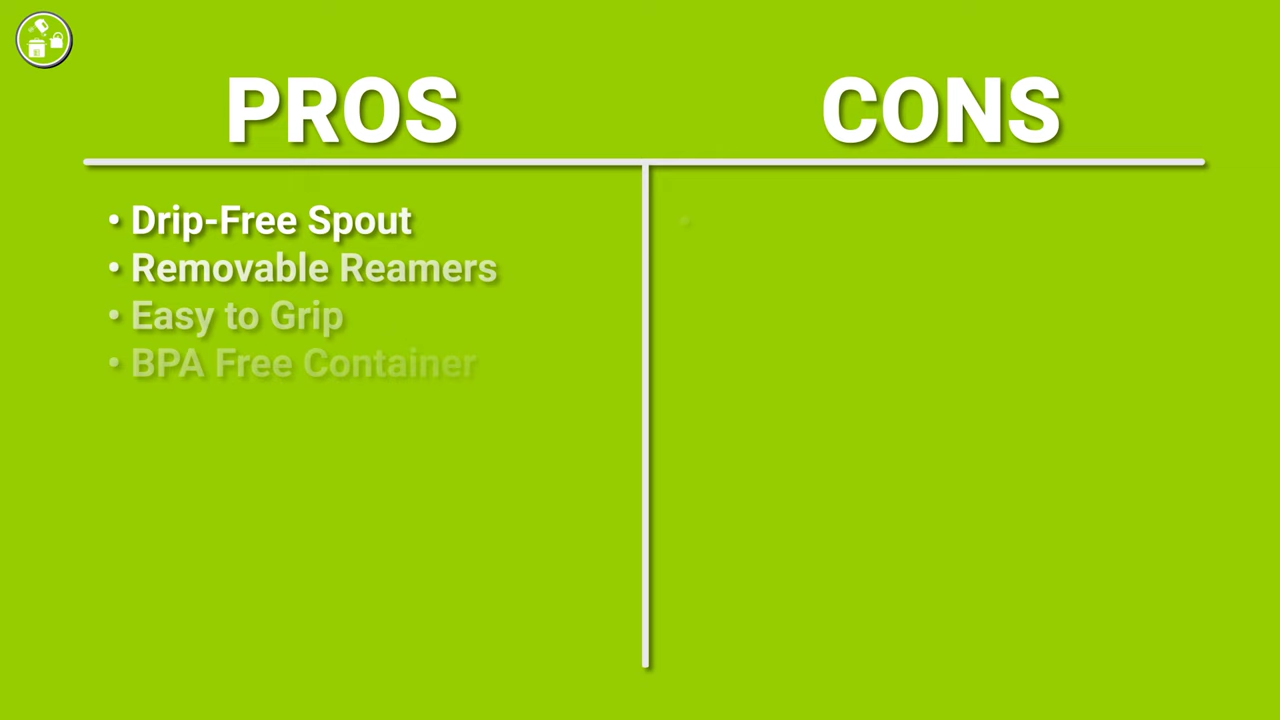 PROS
CONS
• Drip-Free Spout
• Removable Reamers
• Easy to Grip
• BPA Free Container